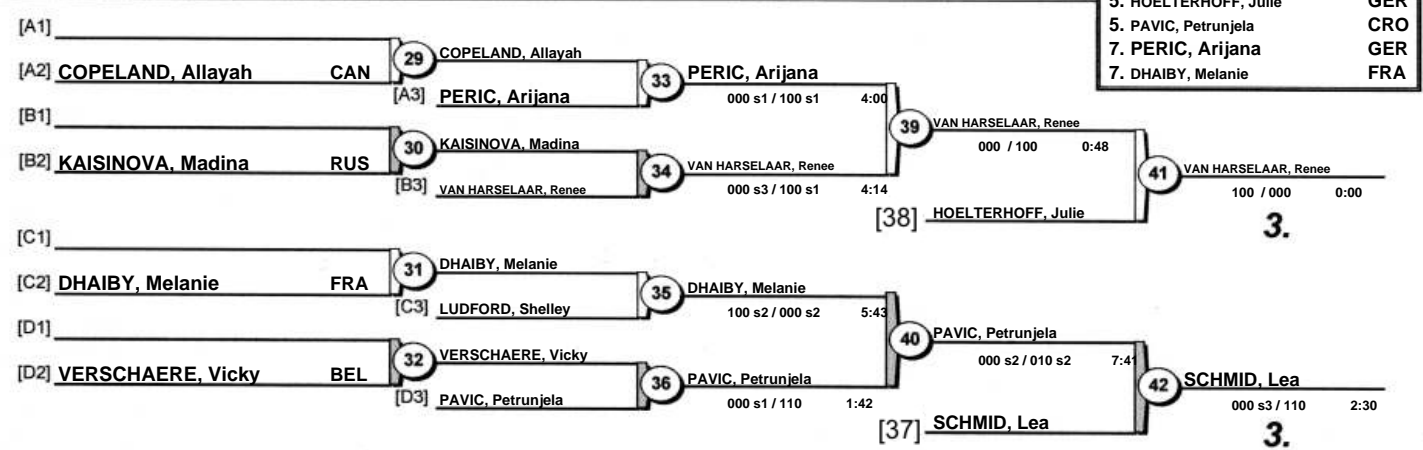 5. HOELTERHOFF, Julie GER
5. PAVIC, Petrunjela CRO
7. PERIC, Arijana GER
7. DHAIBY, Melanie FRA
[A1]
[A2] COPELAND, Allayah CAN
29
COPELAND, Allayah
[A3] PERIC, Arijana
33
PERIC, Arijana
000 s1 / 100 s1 4:00
[B1]
[B2] KAISINOVA, Madina RUS
30
KAISINOVA, Madina
[B3] VAN HARSELAAR, Renee
34
VAN HARSELAAR, Renee
000 s3 / 100 s1 4:14
39
VAN HARSELAAR, Renee
000 / 100 0:48
[38] HOELTERHOFF, Julie
41
VAN HARSELAAR, Renee
100 / 000 0:00
3.
[C1]
[C2] DHAIBY, Melanie FRA
31
DHAIBY, Melanie
[C3] LUDFORD, Shelley
35
DHAIBY, Melanie
100 s2 / 000 s2 5:43
[D1]
[D2] VERSCHAERE, Vicky BEL
32
VERSCHAERE, Vicky
[D3] PAVIC, Petrunjela
36
PAVIC, Petrunjela
000 s1 / 110 1:42
40
PAVIC, Petrunjela
000 s2 / 010 s2 7:41
[37] SCHMID, Lea
42
SCHMID, Lea
000 s3 / 110 2:30
3.